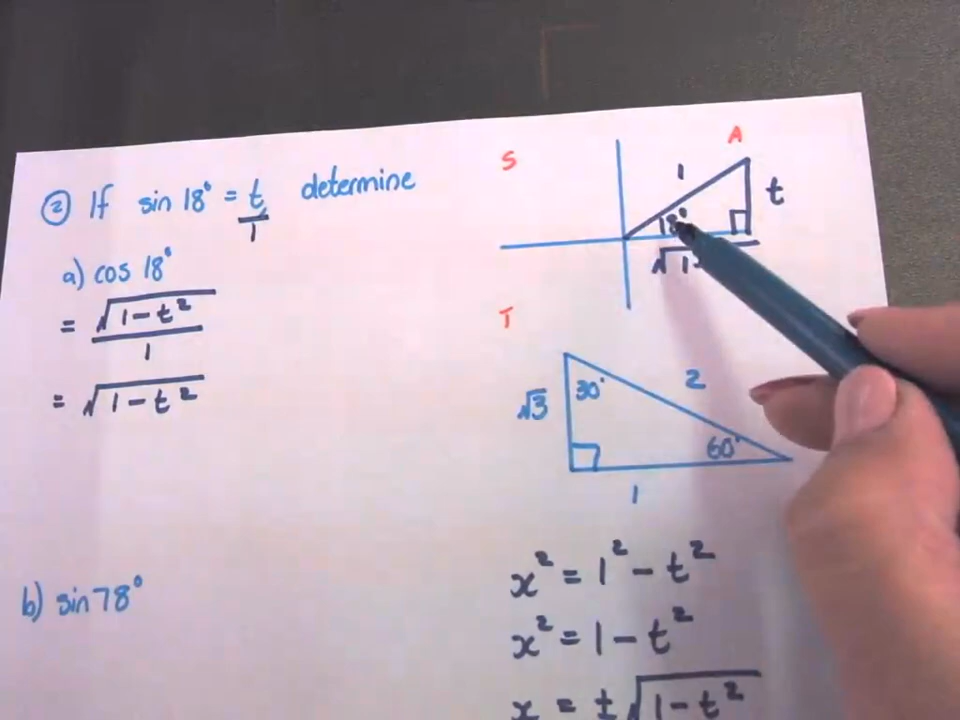 ② If sin 18° = t/1 determine
a) cos 18°
= √(1 - t²)/1
= √(1 - t²)
b) sin 78°
S
A
1
t
18°
√1
T
30°
2
√3
60°
1
x² = 1² - t²
x² = 1 - t²
x = ± √(1 - t²)